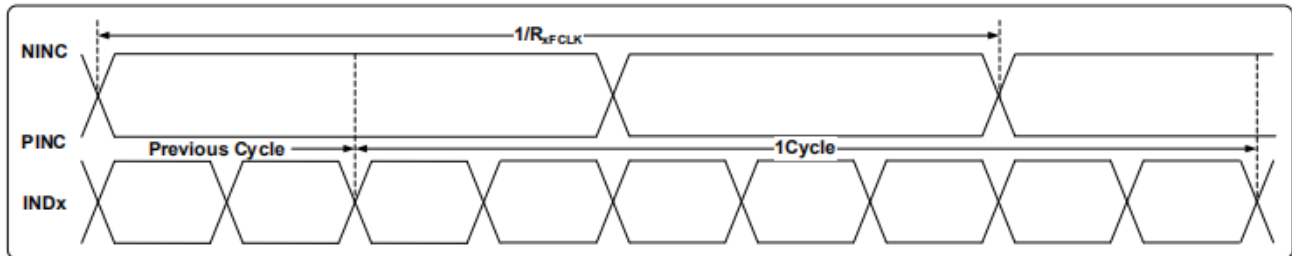 1/RxFCLK
NINC
PINC
Previous Cycle
1Cycle
INDx